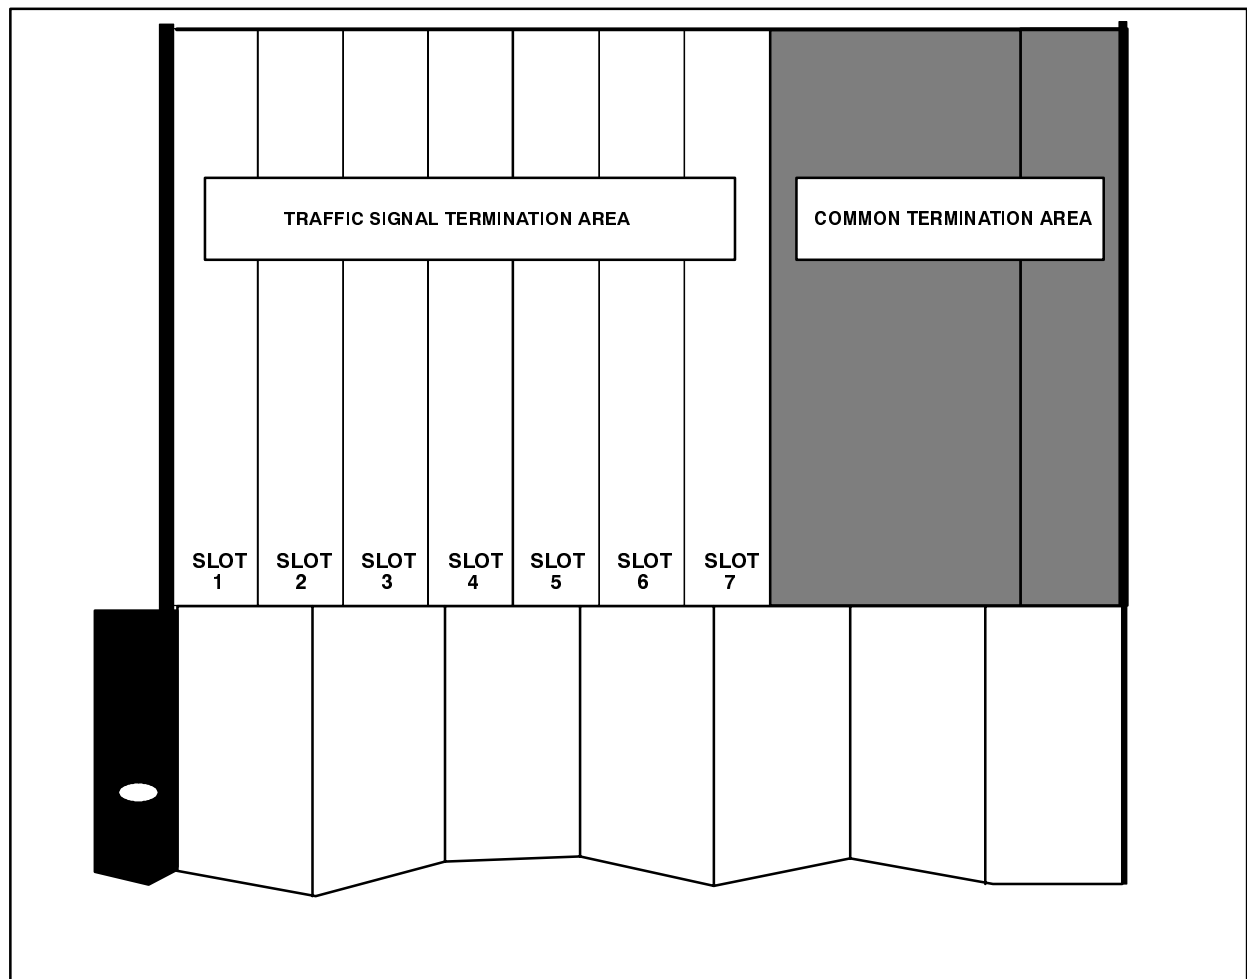 TRAFFIC SIGNAL TERMINATION AREA
COMMON TERMINATION AREA
SLOT
1
SLOT
2
SLOT
3
SLOT
4
SLOT
5
SLOT
6
SLOT
7